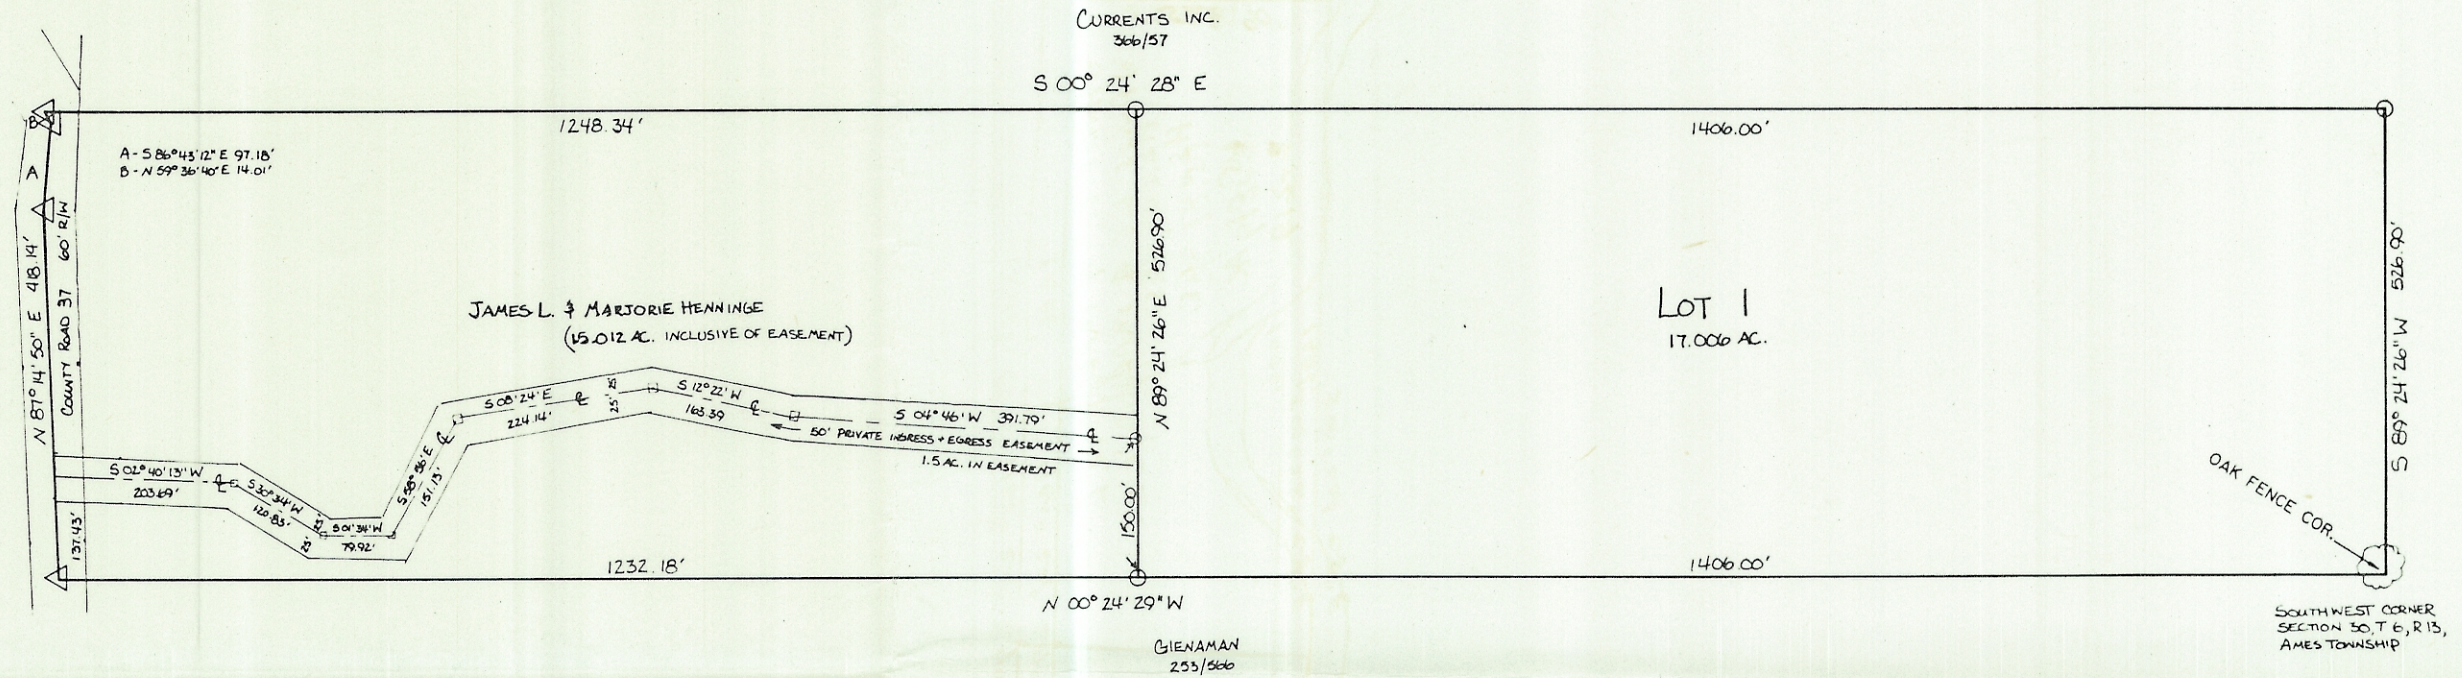 CURRENTS INC.
366/57
S 00° 24' 28" E
1248.34'
1406.00'
B
A
A - S 86° 43' 12" E 97.18'
B - N 59° 36' 40" E 14.01'
N 87° 14' 50" E 418.14'
COUNTY ROAD 37 60' R/W
JAMES L. & MARJORIE HENNINGE
(15.012 AC. INCLUSIVE OF EASEMENT)
N 89° 24' 26" E 526.90'
LOT 1
17.006 AC.
S 89° 24' 26" W 526.90'
S 08° 24' E
224.14'
25'
25'
S 12° 22' W
163.39
S 04° 46' W 391.79'
50' PRIVATE INGRESS + EGRESS EASEMENT
1.5 AC. IN EASEMENT
S 02° 40' 13" W
203.69'
S 30° 34' W
120.83'
25'
25'
S 01° 34' W
79.92'
S 58° 56' E
151.13'
137.43'
150.00'
OAK FENCE COR.
1232.18'
1406.00'
N 00° 24' 29" W
GIENAMAN
253/566
SOUTHWEST CORNER
SECTION 30, T 6, R 13,
AMES TOWNSHIP